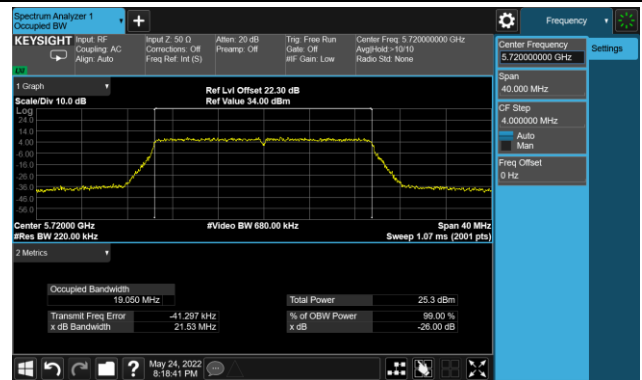 Spectrum Analyzer 1
Occupied BW
Frequency
KEYSIGHT
Input: RF
Coupling: AC
Align: Auto
Input Z: 50 Ω
Corrections: Off
Freq Ref: Int (S)
Atten: 20 dB
Preamp: Off
Trig: Free Run
Gate: Off
#IF Gain: Low
Center Freq: 5.720000000 GHz
Avg|Hold:>10/10
Radio Std: None
LW
Center Frequency
5.720000000 GHz
Settings
Span
40.000 MHz
CF Step
4.000000 MHz
Auto
Man
Freq Offset
0 Hz
1 Graph
Scale/Div 10.0 dB
Ref Lvl Offset 22.30 dB
Ref Value 34.00 dBm
Log
24.0
14.0
4.00
-6.00
-16.0
-26.0
-36.0
-46.0
-56.0
Center 5.72000 GHz
#Video BW 680.00 kHz
Span 40 MHz
#Res BW 220.00 kHz
Sweep 1.07 ms (2001 pts)
2 Metrics
Occupied Bandwidth
19.050 MHz
Total Power 25.3 dBm
Transmit Freq Error -41.297 kHz
% of OBW Power 99.00 %
x dB Bandwidth 21.53 MHz
x dB -26.00 dB
?
May 24, 2022
8:18:41 PM